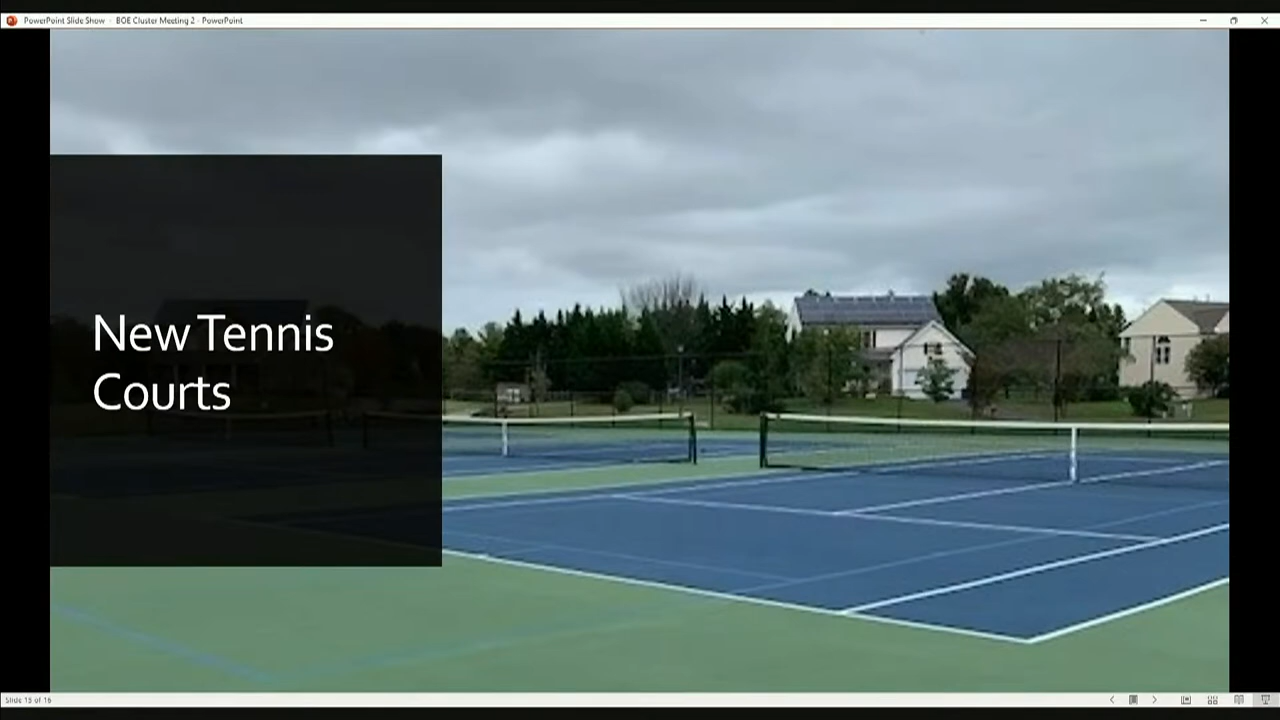 PowerPoint Slide Show - BOE Cluster Meeting 2 - PowerPoint
New Tennis
Courts
Slide 15 of 16